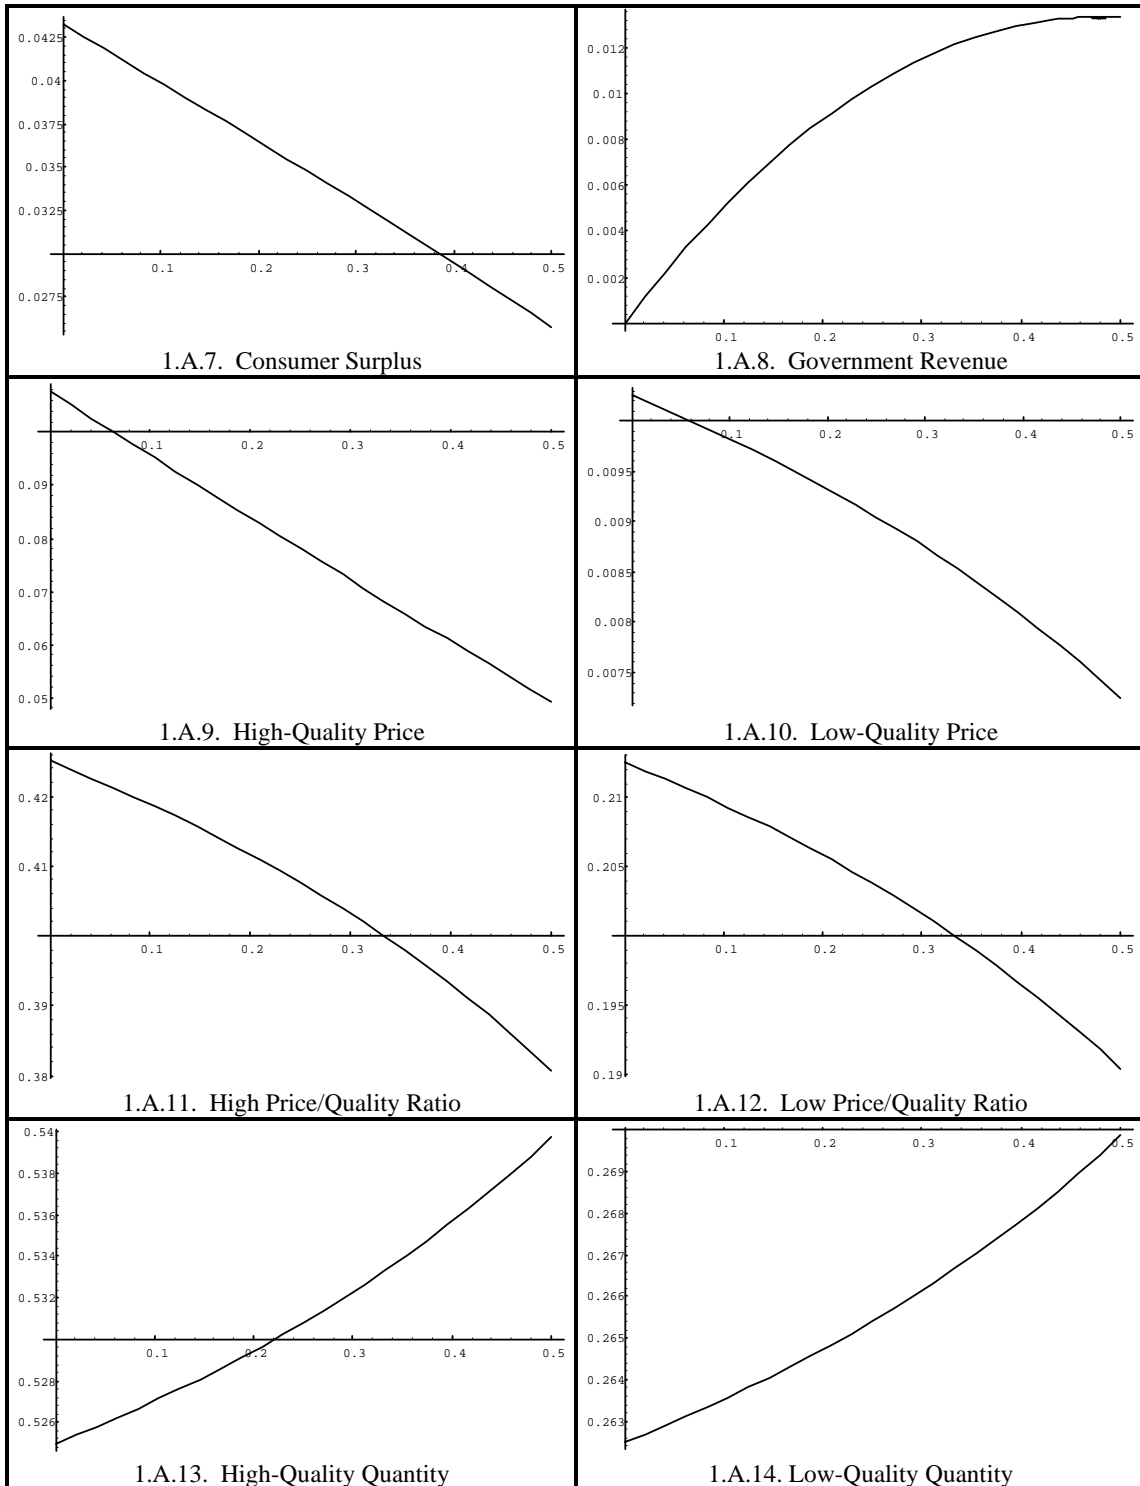 0.0425
0.04
0.0375
0.035
0.0325
0.0275
0.1 0.2 0.3 0.4 0.5
1.A.7. Consumer Surplus
0.012
0.01
0.008
0.006
0.004
0.002
0.1 0.2 0.3 0.4 0.5
1.A.8. Government Revenue
0.1 0.2 0.3 0.4 0.5
0.09
0.08
0.07
0.06
0.05
1.A.9. High-Quality Price
0.1 0.2 0.3 0.4 0.5
0.0095
0.009
0.0085
0.008
0.0075
1.A.10. Low-Quality Price
0.42
0.41
0.1 0.2 0.3 0.4 0.5
0.39
0.38
1.A.11. High Price/Quality Ratio
0.21
0.205
0.1 0.2 0.3 0.4 0.5
0.195
0.19
1.A.12. Low Price/Quality Ratio
0.54
0.538
0.536
0.534
0.532
0.1 0.2 0.3 0.4 0.5
0.528
0.526
1.A.13. High-Quality Quantity
0.1 0.2 0.3 0.4 0.5
0.269
0.268
0.267
0.266
0.265
0.264
0.263
1.A.14. Low-Quality Quantity